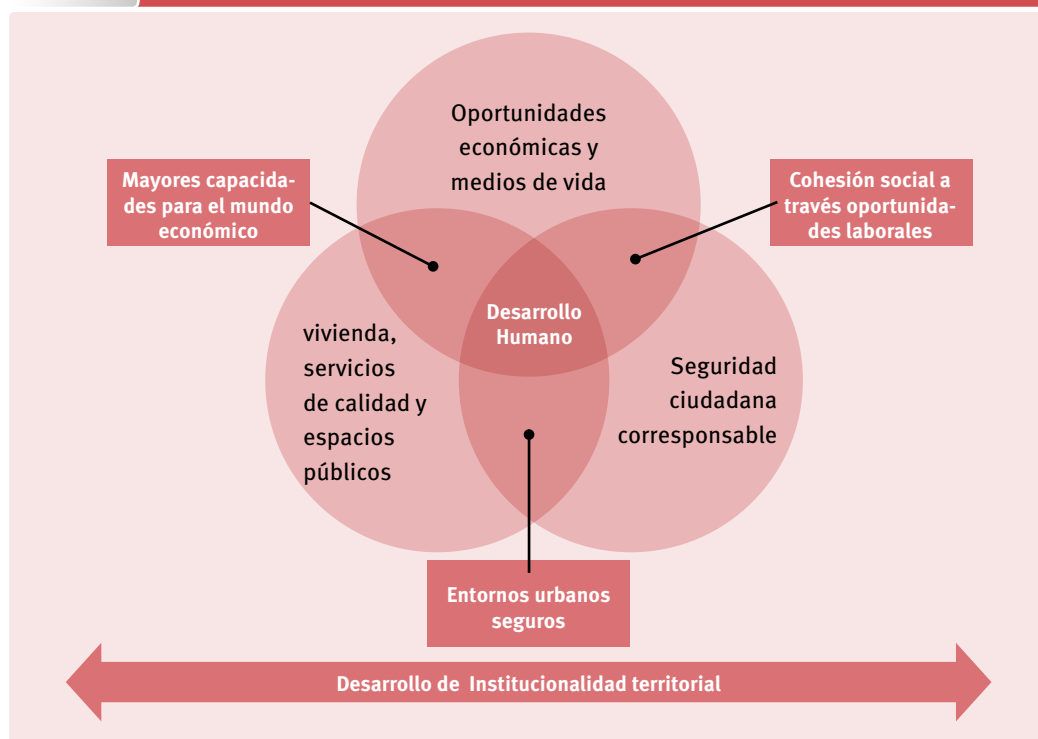 Oportunidades
económicas y
medios de vida
Mayores capacida-
des para el mundo
económico
Cohesión social a
través oportunida-
des laborales
Desarrollo
Humano
vivienda,
servicios
de calidad y
espacios
públicos
Seguridad
ciudadana
corresponsable
Entornos urbanos
seguros
Desarrollo de Institucionalidad territorial